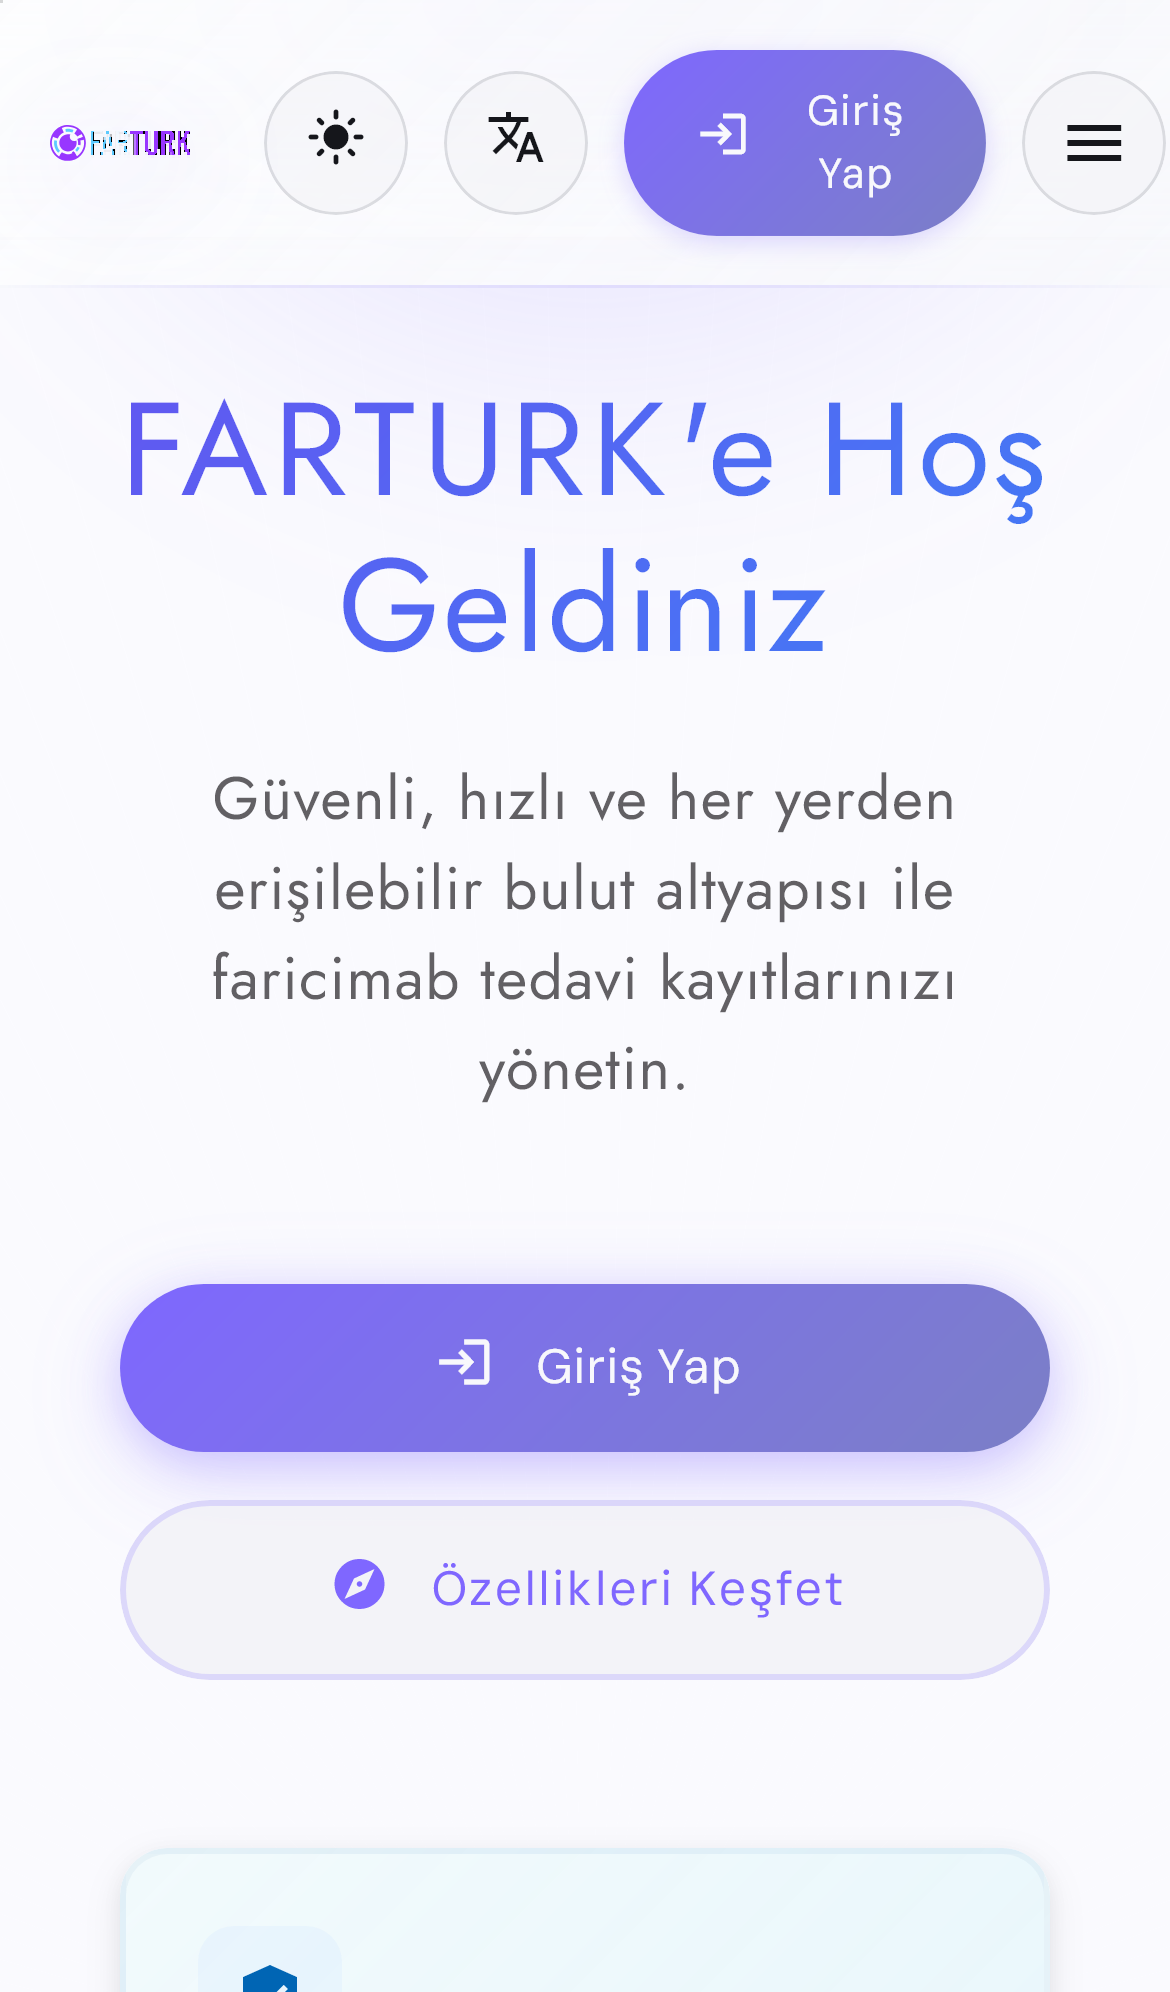 Giriş
Yap
FARTURK'e Hoş
Geldiniz
Güvenli, hızlı ve her yerden
erişilebilir bulut altyapısı ile
faricimab tedavi kayıtlarınızı
yönetin.
Giriş Yap
Özellikleri Keşfet